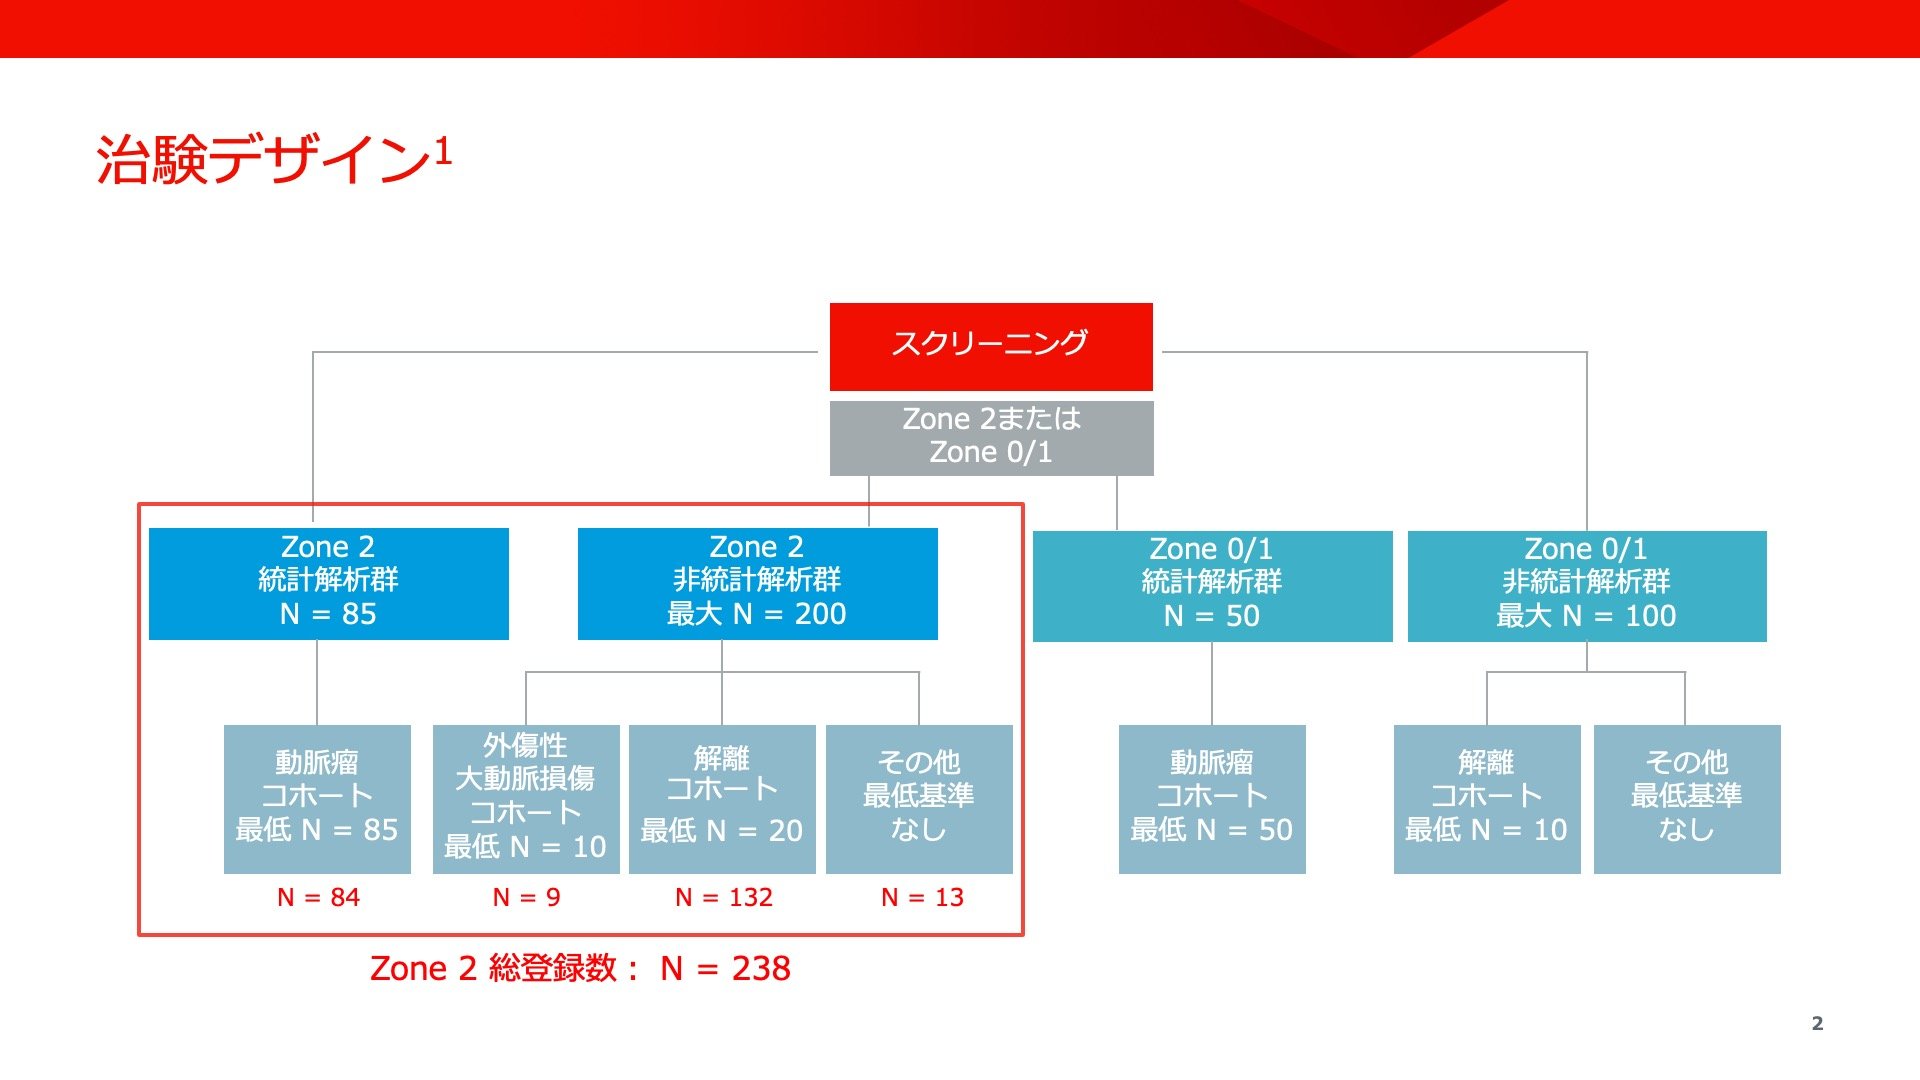 治験デザイン1
スクリーニング
Zone 2または
Zone 0/1
Zone 2
統計解析群
N = 85
Zone 2
非統計解析群
最大 N = 200
Zone 0/1
統計解析群
N = 50
Zone 0/1
非統計解析群
最大 N = 100
動脈瘤
コホート
最低 N = 85
外傷性
大動脈損傷
コホート
最低 N = 10
解離
コホート
最低 N = 20
その他
最低基準
なし
動脈瘤
コホート
最低 N = 50
解離
コホート
最低 N = 10
その他
最低基準
なし
N = 84
N = 9
N = 132
N = 13
Zone 2 総登録数： N = 238
2